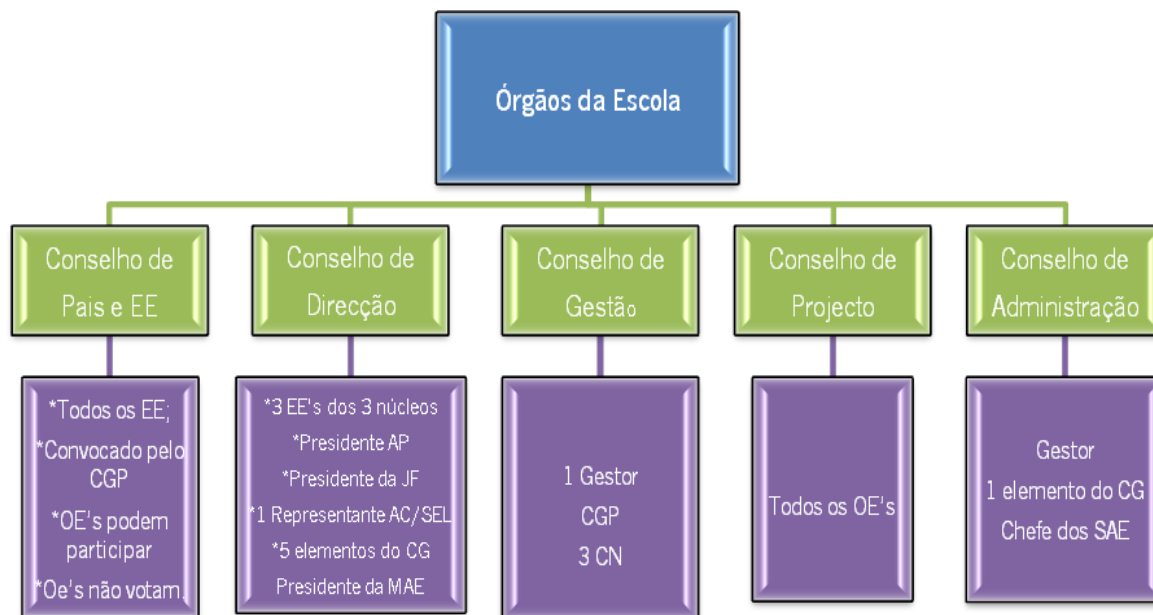 Órgãos da Escola
Conselho de
Pais e EE
*Todos os EE;
*Convocado pelo
CGP
*OE's podem
participar
*Oe's não votam.
Conselho de
Direcção
*3 EE's dos 3 núcleos
*Presidente AP
*Presidente da JF
*1 Representante AC/SEL
*5 elementos do CG
Presidente da MAE
Conselho de
Gestão
1 Gestor
CGP
3 CN
Conselho de
Projecto
Todos os OE's
Conselho de
Administração
Gestor
1 elemento do CG
Chefe dos SAE